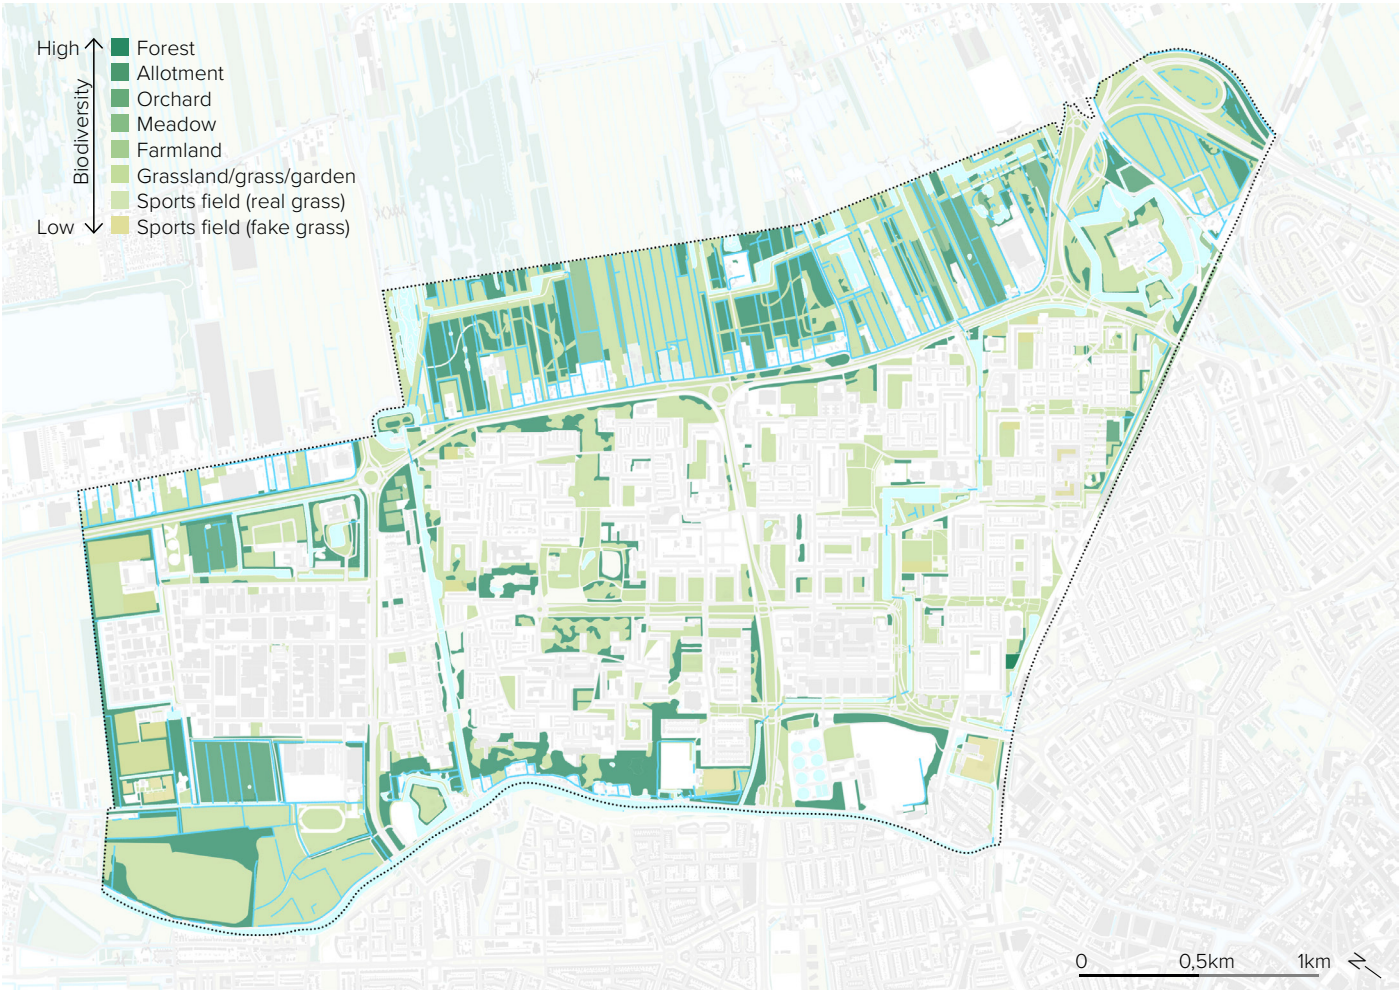 High
Forest
Allotment
Orchard
Meadow
Farmland
Grassland/grass/garden
Sports field (real grass)
Low
Sports field (fake grass)
Biodiversity
0
0,5km
1km
N